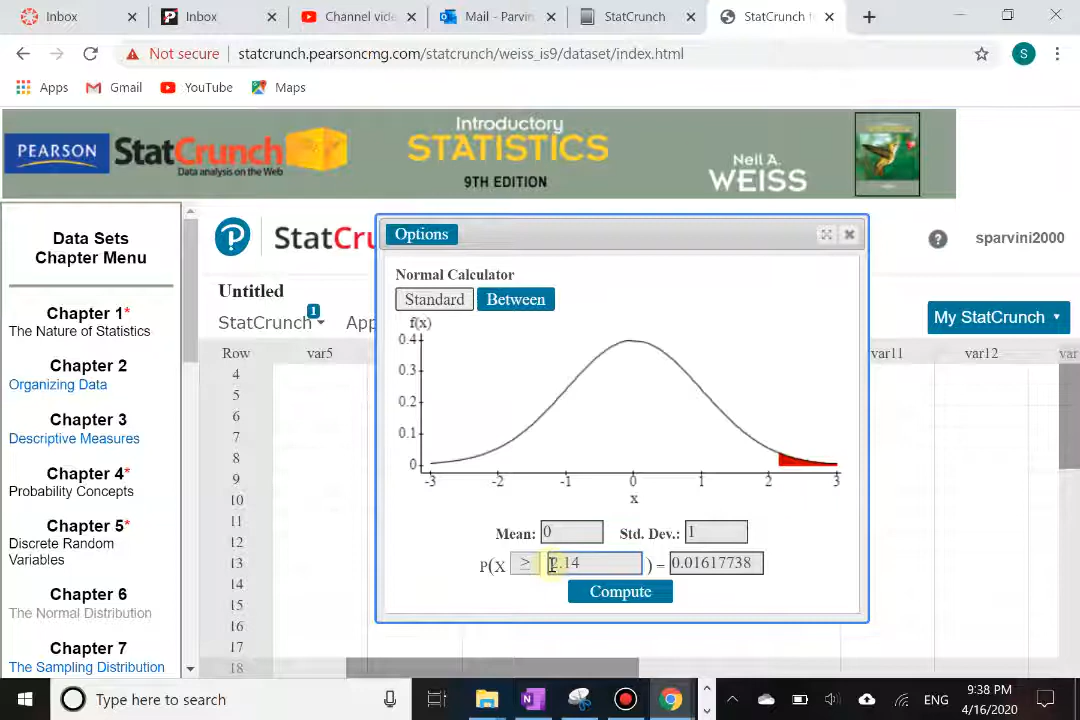 Inbox
Inbox
Channel vide
Mail - Parvin
StatCrunch
StatCrunch
Not secure
statcrunch.pearsoncmg.com/statcrunch/weiss_is9/dataset/index.html
S
Apps
Gmail
YouTube
Maps
PEARSON
StatCrunch
Data analysis on the Web
Introductory
STATISTICS
9TH EDITION
Neil A.
WEISS
Data Sets
Chapter Menu
Chapter 1*
The Nature of Statistics
Chapter 2
Organizing Data
Chapter 3
Descriptive Measures
Chapter 4*
Probability Concepts
Chapter 5*
Discrete Random
Variables
Chapter 6
The Normal Distribution
Chapter 7
The Sampling Distribution
P
StatCru
? sparvini2000
Untitled
StatCrunch 1
App
My StatCrunch
Row var5 var11 var12 var
4
5
6
7
8
9
10
11
12
13
14
15
16
17
18
Options
Normal Calculator
Standard Between
f(x)
0.4
0.3
0.2
0.1
0
-3 -2 -1 0 1 2 3
x
Mean: 0 Std. Dev.: 1
P(X ≥ 2.14 ) = 0.01617738
Compute
Type here to search
ENG
9:38 PM
4/16/2020